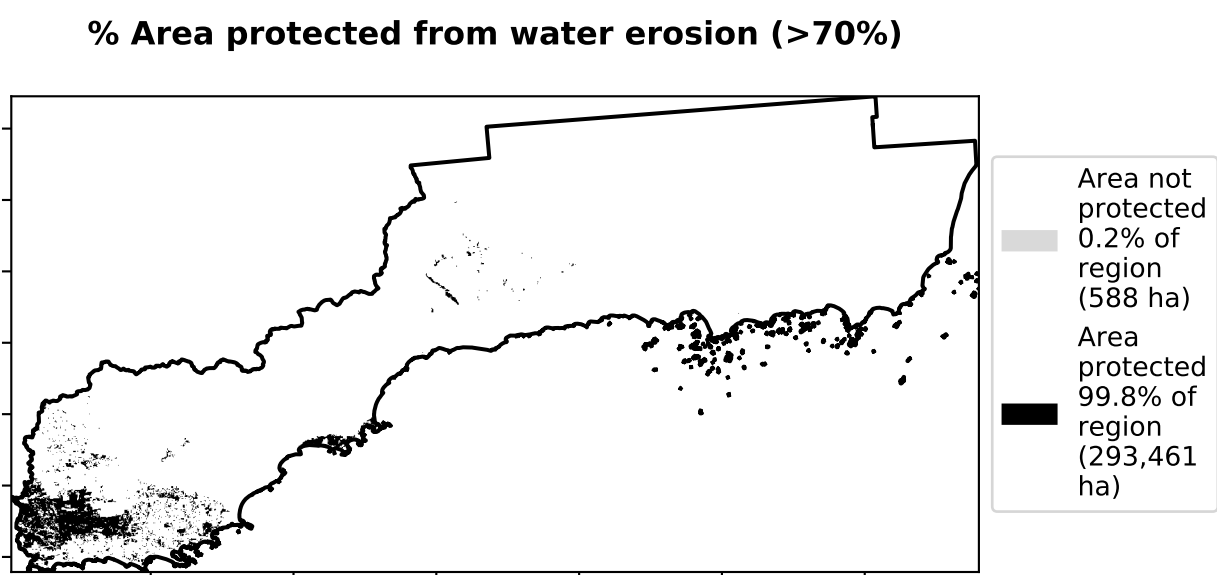 % Area protected from water erosion (>70%)
Area not
protected
0.2% of
region
(588 ha)
Area
protected
99.8% of
region
(293,461
ha)